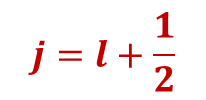 j = l + 1/2